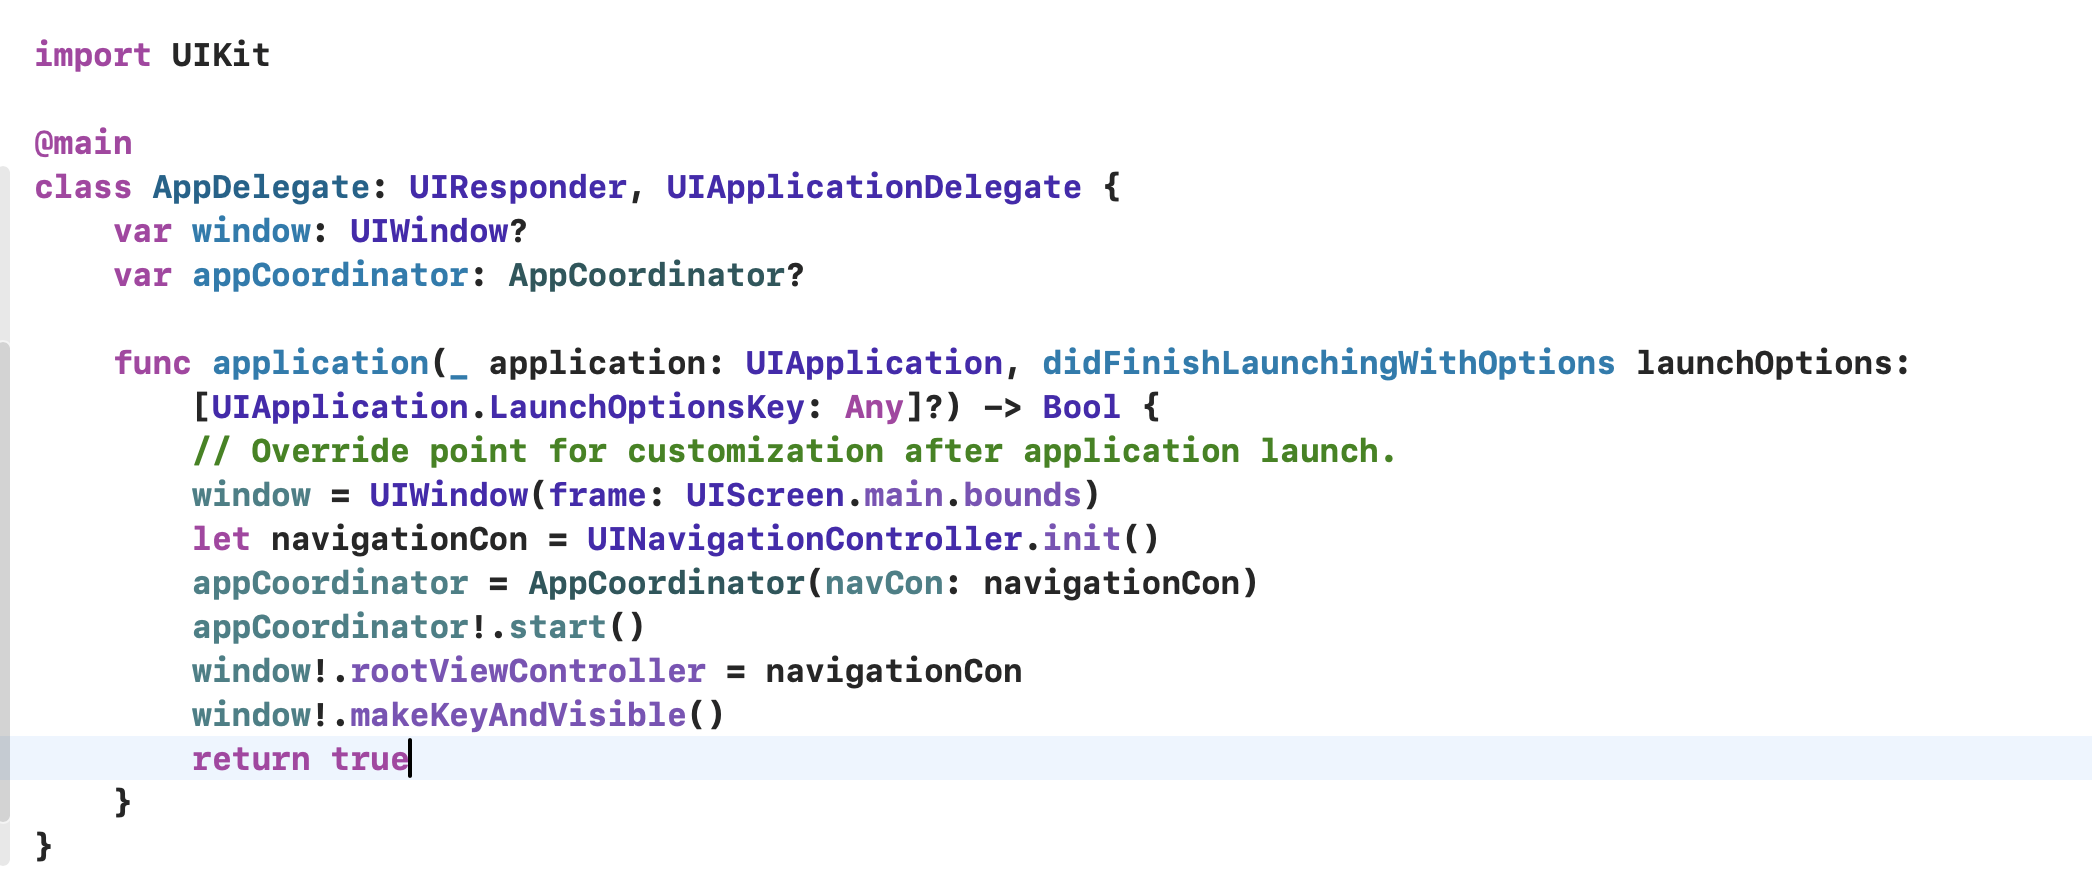 import UIKit
@main
class AppDelegate: UIResponder, UIApplicationDelegate {
var window: UIWindow?
var appCoordinator: AppCoordinator?
func application(_ application: UIApplication, didFinishLaunchingWithOptions launchOptions:
[UIApplication.LaunchOptionsKey: Any]?) -> Bool {
// Override point for customization after application launch.
window = UIWindow(frame: UIScreen.main.bounds)
let navigationCon = UINavigationController.init()
appCoordinator = AppCoordinator(navCon: navigationCon)
appCoordinator!.start()
window!.rootViewController = navigationCon
window!.makeKeyAndVisible()
return true
}
}